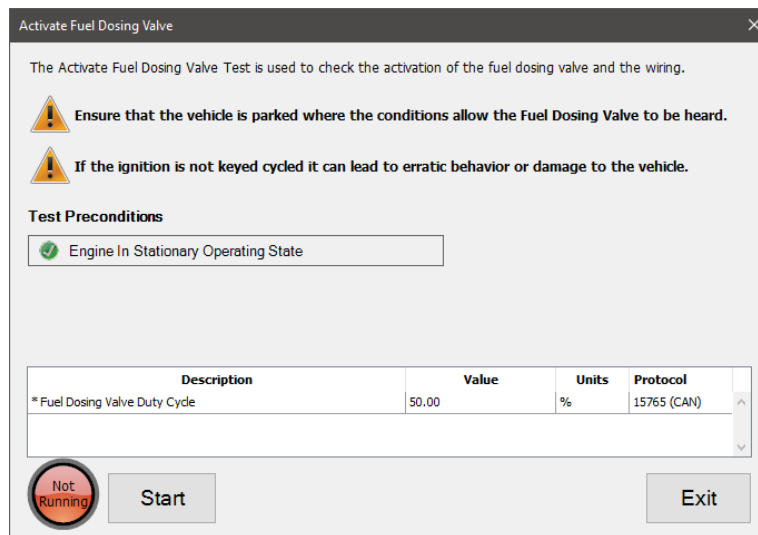 Activate Fuel Dosing Valve
The Activate Fuel Dosing Valve Test is used to check the activation of the fuel dosing valve and the wiring.
Ensure that the vehicle is parked where the conditions allow the Fuel Dosing Valve to be heard.
If the ignition is not keyed cycled it can lead to erratic behavior or damage to the vehicle.
Test Preconditions
Engine In Stationary Operating State
Description Value Units Protocol
* Fuel Dosing Valve Duty Cycle 50.00 % 15765 (CAN)
Not
Running
Start
Exit